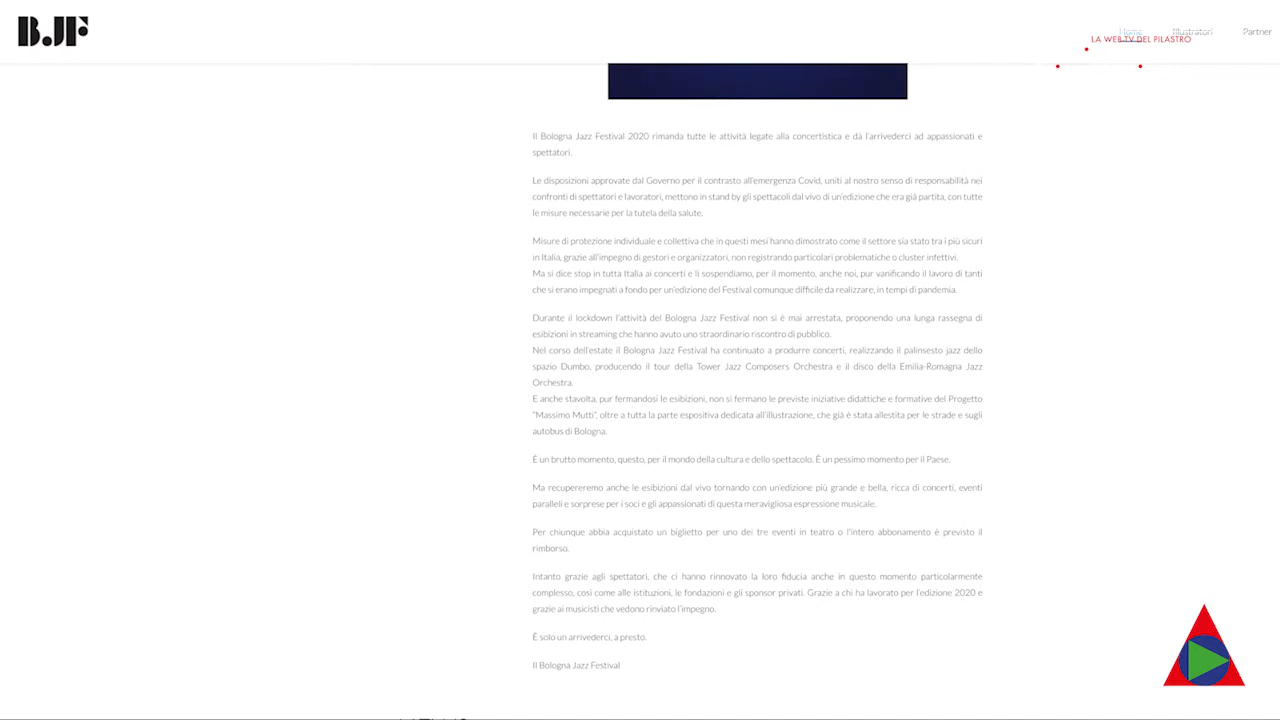 B.JF
Home
Illustratori
Partner
LA WEB TV DEL PILASTRO
Il Bologna Jazz Festival 2020 rimanda tutte le attività legate alla concertistica e dà l'arrivederci ad appassionati e
spettatori.
Le disposizioni approvate dal Governo per il contrasto all'emergenza Covid, uniti al nostro senso di responsabilità nei
confronti di spettatori e lavoratori, mettono in stand by gli spettacoli dal vivo di un'edizione che era già partita, con tutte
le misure necessarie per la tutela della salute.
Misure di protezione individuale e collettiva che in questi mesi hanno dimostrato come il settore sia stato tra i più sicuri
in Italia, grazie all'impegno di gestori e organizzatori, non registrando particolari problematiche o cluster infettivi.
Ma si dice stop in tutta Italia ai concerti e li sospendiamo, per il momento, anche noi, pur vanificando il lavoro di tanti
che si erano impegnati a fondo per un'edizione del Festival comunque difficile da realizzare, in tempi di pandemia.
Durante il lockdown l'attività del Bologna Jazz Festival non si è mai arrestata, proponendo una lunga rassegna di
esibizioni in streaming che hanno avuto uno straordinario riscontro di pubblico.
Nel corso dell'estate il Bologna Jazz Festival ha continuato a produrre concerti, realizzando il palinsesto jazz dello
spazio Dumbo, producendo il tour della Tower Jazz Composers Orchestra e il disco della Emilia-Romagna Jazz
Orchestra.
E anche stavolta, pur fermandosi le esibizioni, non si fermano le previste iniziative didattiche e formative del Progetto
"Massimo Mutti", oltre a tutta la parte espositiva dedicata all'illustrazione, che già è stata allestita per le strade e sugli
autobus di Bologna.
È un brutto momento, questo, per il mondo della cultura e dello spettacolo. È un pessimo momento per il Paese.
Ma recupereremo anche le esibizioni dal vivo tornando con un'edizione più grande e bella, ricca di concerti, eventi
paralleli e sorprese per i soci e gli appassionati di questa meravigliosa espressione musicale.
Per chiunque abbia acquistato un biglietto per uno dei tre eventi in teatro o l'intero abbonamento è previsto il
rimborso.
Intanto grazie agli spettatori, che ci hanno rinnovato la loro fiducia anche in questo momento particolarmente
complesso, così come alle istituzioni, le fondazioni e gli sponsor privati. Grazie a chi ha lavorato per l'edizione 2020 e
grazie ai musicisti che vedono rinviato l'impegno.
È solo un arrivederci, a presto.
Il Bologna Jazz Festival